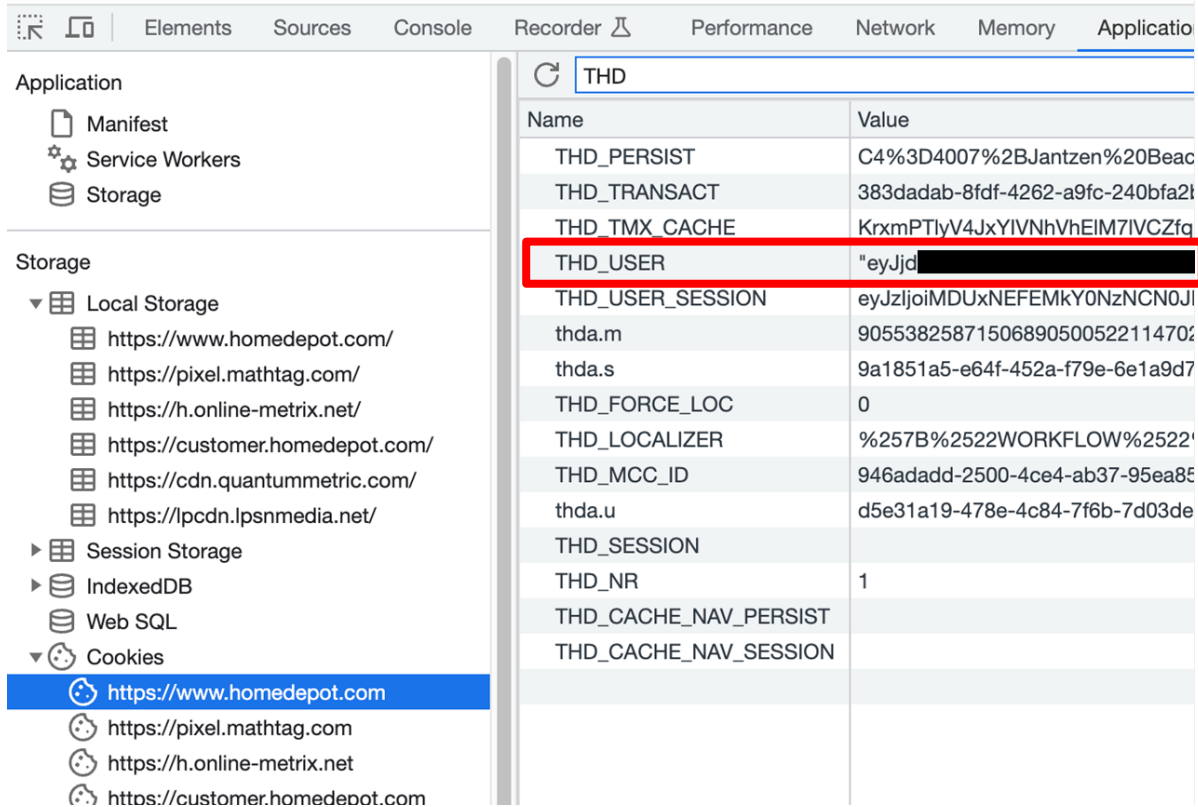 Elements Sources Console Recorder Performance Network Memory Application
Application
Manifest
Service Workers
Storage
Storage
Local Storage
https://www.homedepot.com/
https://pixel.mathtag.com/
https://h.online-metrix.net/
https://customer.homedepot.com/
https://cdn.quantummetric.com/
https://lpcdn.lpsnmedia.net/
Session Storage
IndexedDB
Web SQL
Cookies
https://www.homedepot.com
https://pixel.mathtag.com
https://h.online-metrix.net
https://customer.homedepot.com
THD
Name Value
THD_PERSIST C4%3D4007%2BJantzen%20Beac
THD_TRANSACT 383dadab-8fdf-4262-a9fc-240bfa2b
THD_TMX_CACHE
THD_USER "eyJjd
THD_USER_SESSION
thda.m 90553825871506890500522114702
thda.s 9a1851a5-e64f-452a-f79e-6e1a9d7
THD_FORCE_LOC 0
THD_LOCALIZER %257B%2522WORKFLOW%2522%
THD_MCC_ID 946adadd-2500-4ce4-ab37-95ea85
thda.u d5e31a19-478e-4c84-7f6b-7d03de
THD_SESSION
THD_NR 1
THD_CACHE_NAV_PERSIST
THD_CACHE_NAV_SESSION